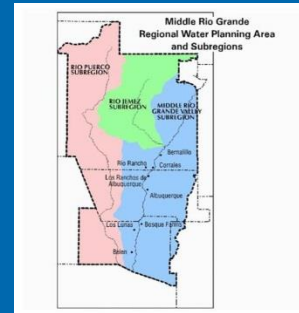 Middle Rio Grande
Regional Water Planning Area
and Subregions
RIO PUERCO
SUBREGION
RIO JEMEZ
SUBREGION
MIDDLE RIO
GRANDE VALLEY
SUBREGION
Bernalillo
Rio Rancho
Corrales
Los Ranchos de
Albuquerque
Albuquerque
Los Lunas
Bosque Farms
Belen